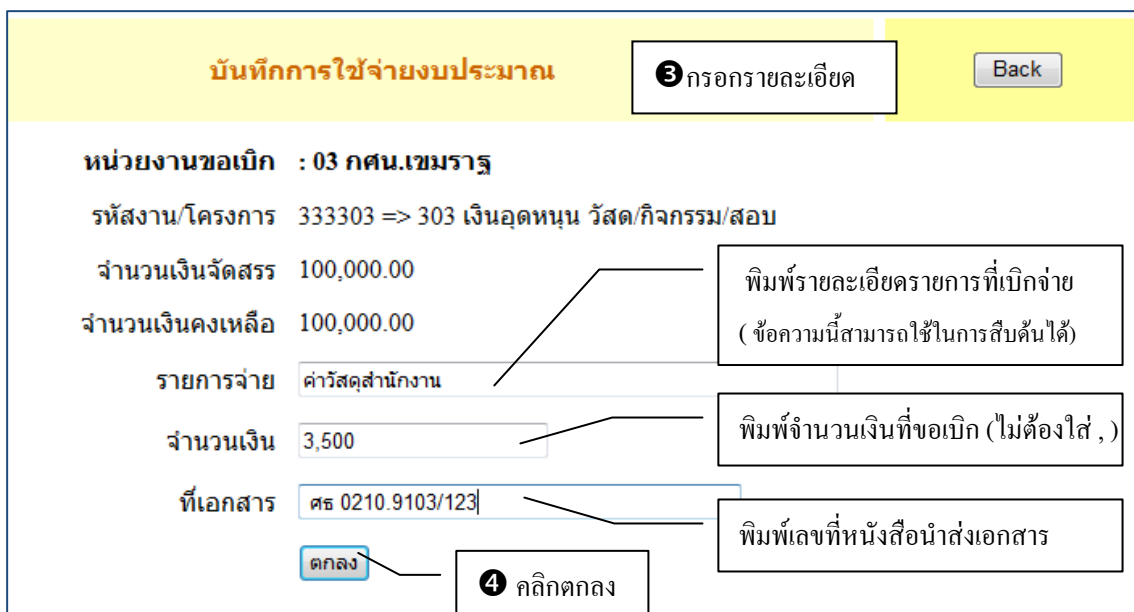 บันทึกการใช้จ่ายงบประมาณ
❸กรอกรายละเอียด
Back
หน่วยงานขอเบิก : 03 กศน.เขมราฐ
รหัสงาน/โครงการ 333303 => 303 เงินอุดหนุน วัสด/กิจกรรม/สอบ
จำนวนเงินจัดสรร 100,000.00
จำนวนเงินคงเหลือ 100,000.00
พิมพ์รายละเอียดรายการที่เบิกจ่าย
( ข้อความนี้สามารถใช้ในการสืบค้นได้)
รายการจ่าย ค่าวัสดุสำนักงาน
จำนวนเงิน 3,500
พิมพ์จำนวนเงินที่ขอเบิก (ไม่ต้องใส่ , )
ที่เอกสาร ศธ 0210.9103/123
พิมพ์เลขที่หนังสือนำส่งเอกสาร
ตกลง
❹ คลิกตกลง